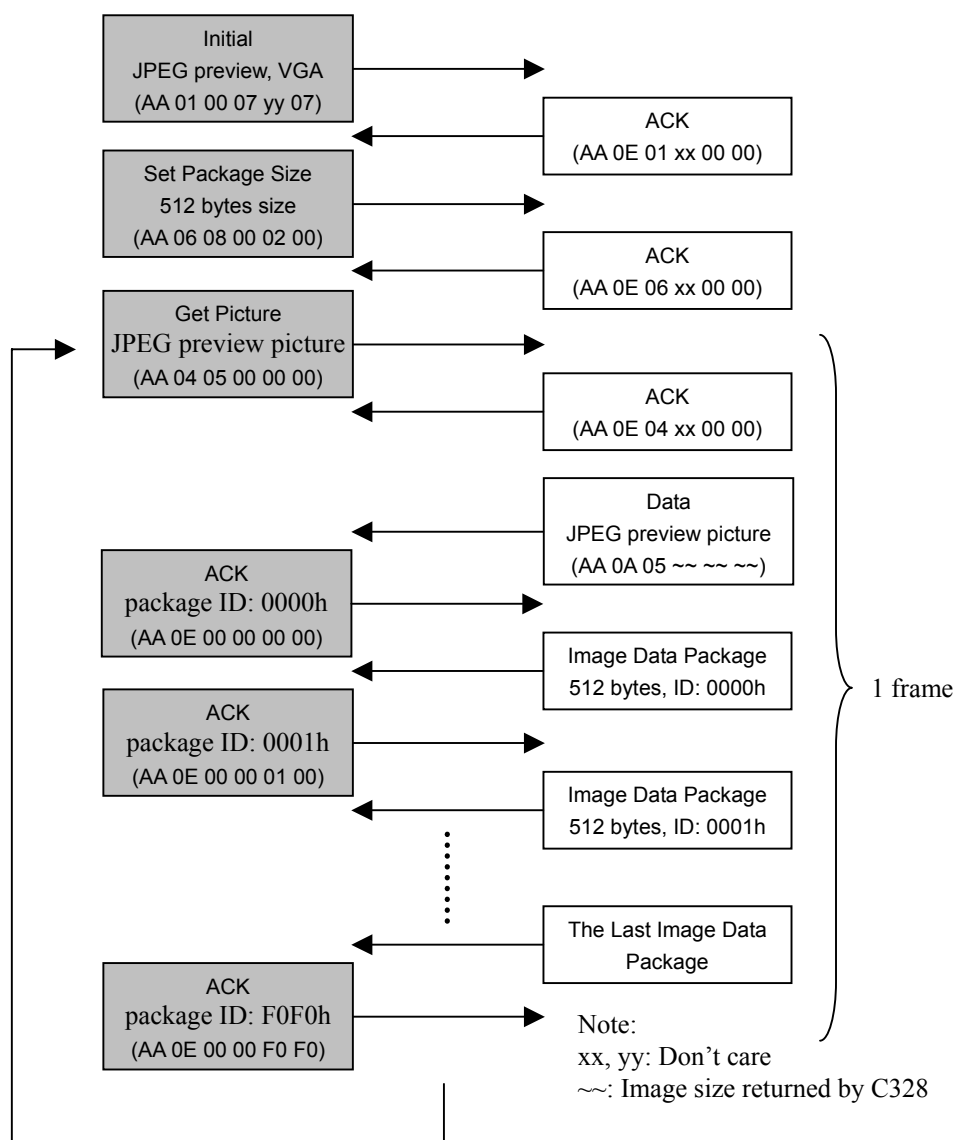 Initial
JPEG preview, VGA
(AA 01 00 07 yy 07)
ACK
(AA 0E 01 xx 00 00)
Set Package Size
512 bytes size
(AA 06 08 00 02 00)
ACK
(AA 0E 06 xx 00 00)
Get Picture
JPEG preview picture
(AA 04 05 00 00 00)
ACK
(AA 0E 04 xx 00 00)
Data
JPEG preview picture
(AA 0A 05 ~~ ~~ ~~)
ACK
package ID: 0000h
(AA 0E 00 00 00 00)
Image Data Package
512 bytes, ID: 0000h
1 frame
ACK
package ID: 0001h
(AA 0E 00 00 01 00)
Image Data Package
512 bytes, ID: 0001h
The Last Image Data
Package
ACK
package ID: F0F0h
(AA 0E 00 00 F0 F0)
Note:
xx, yy: Don't care
~~: Image size returned by C328